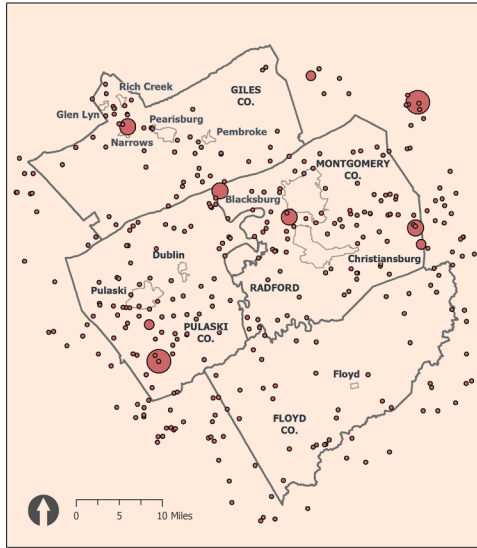 Rich Creek
GILES
CO.
Glen Lyn
Pearisburg
Pembroke
Narrows
MONTGOMERY
CO.
Blacksburg
Dublin
Christiansburg
Pulaski
RADFORD
PULASKI
CO.
Floyd
FLOYD
CO.
0 5 10 Miles